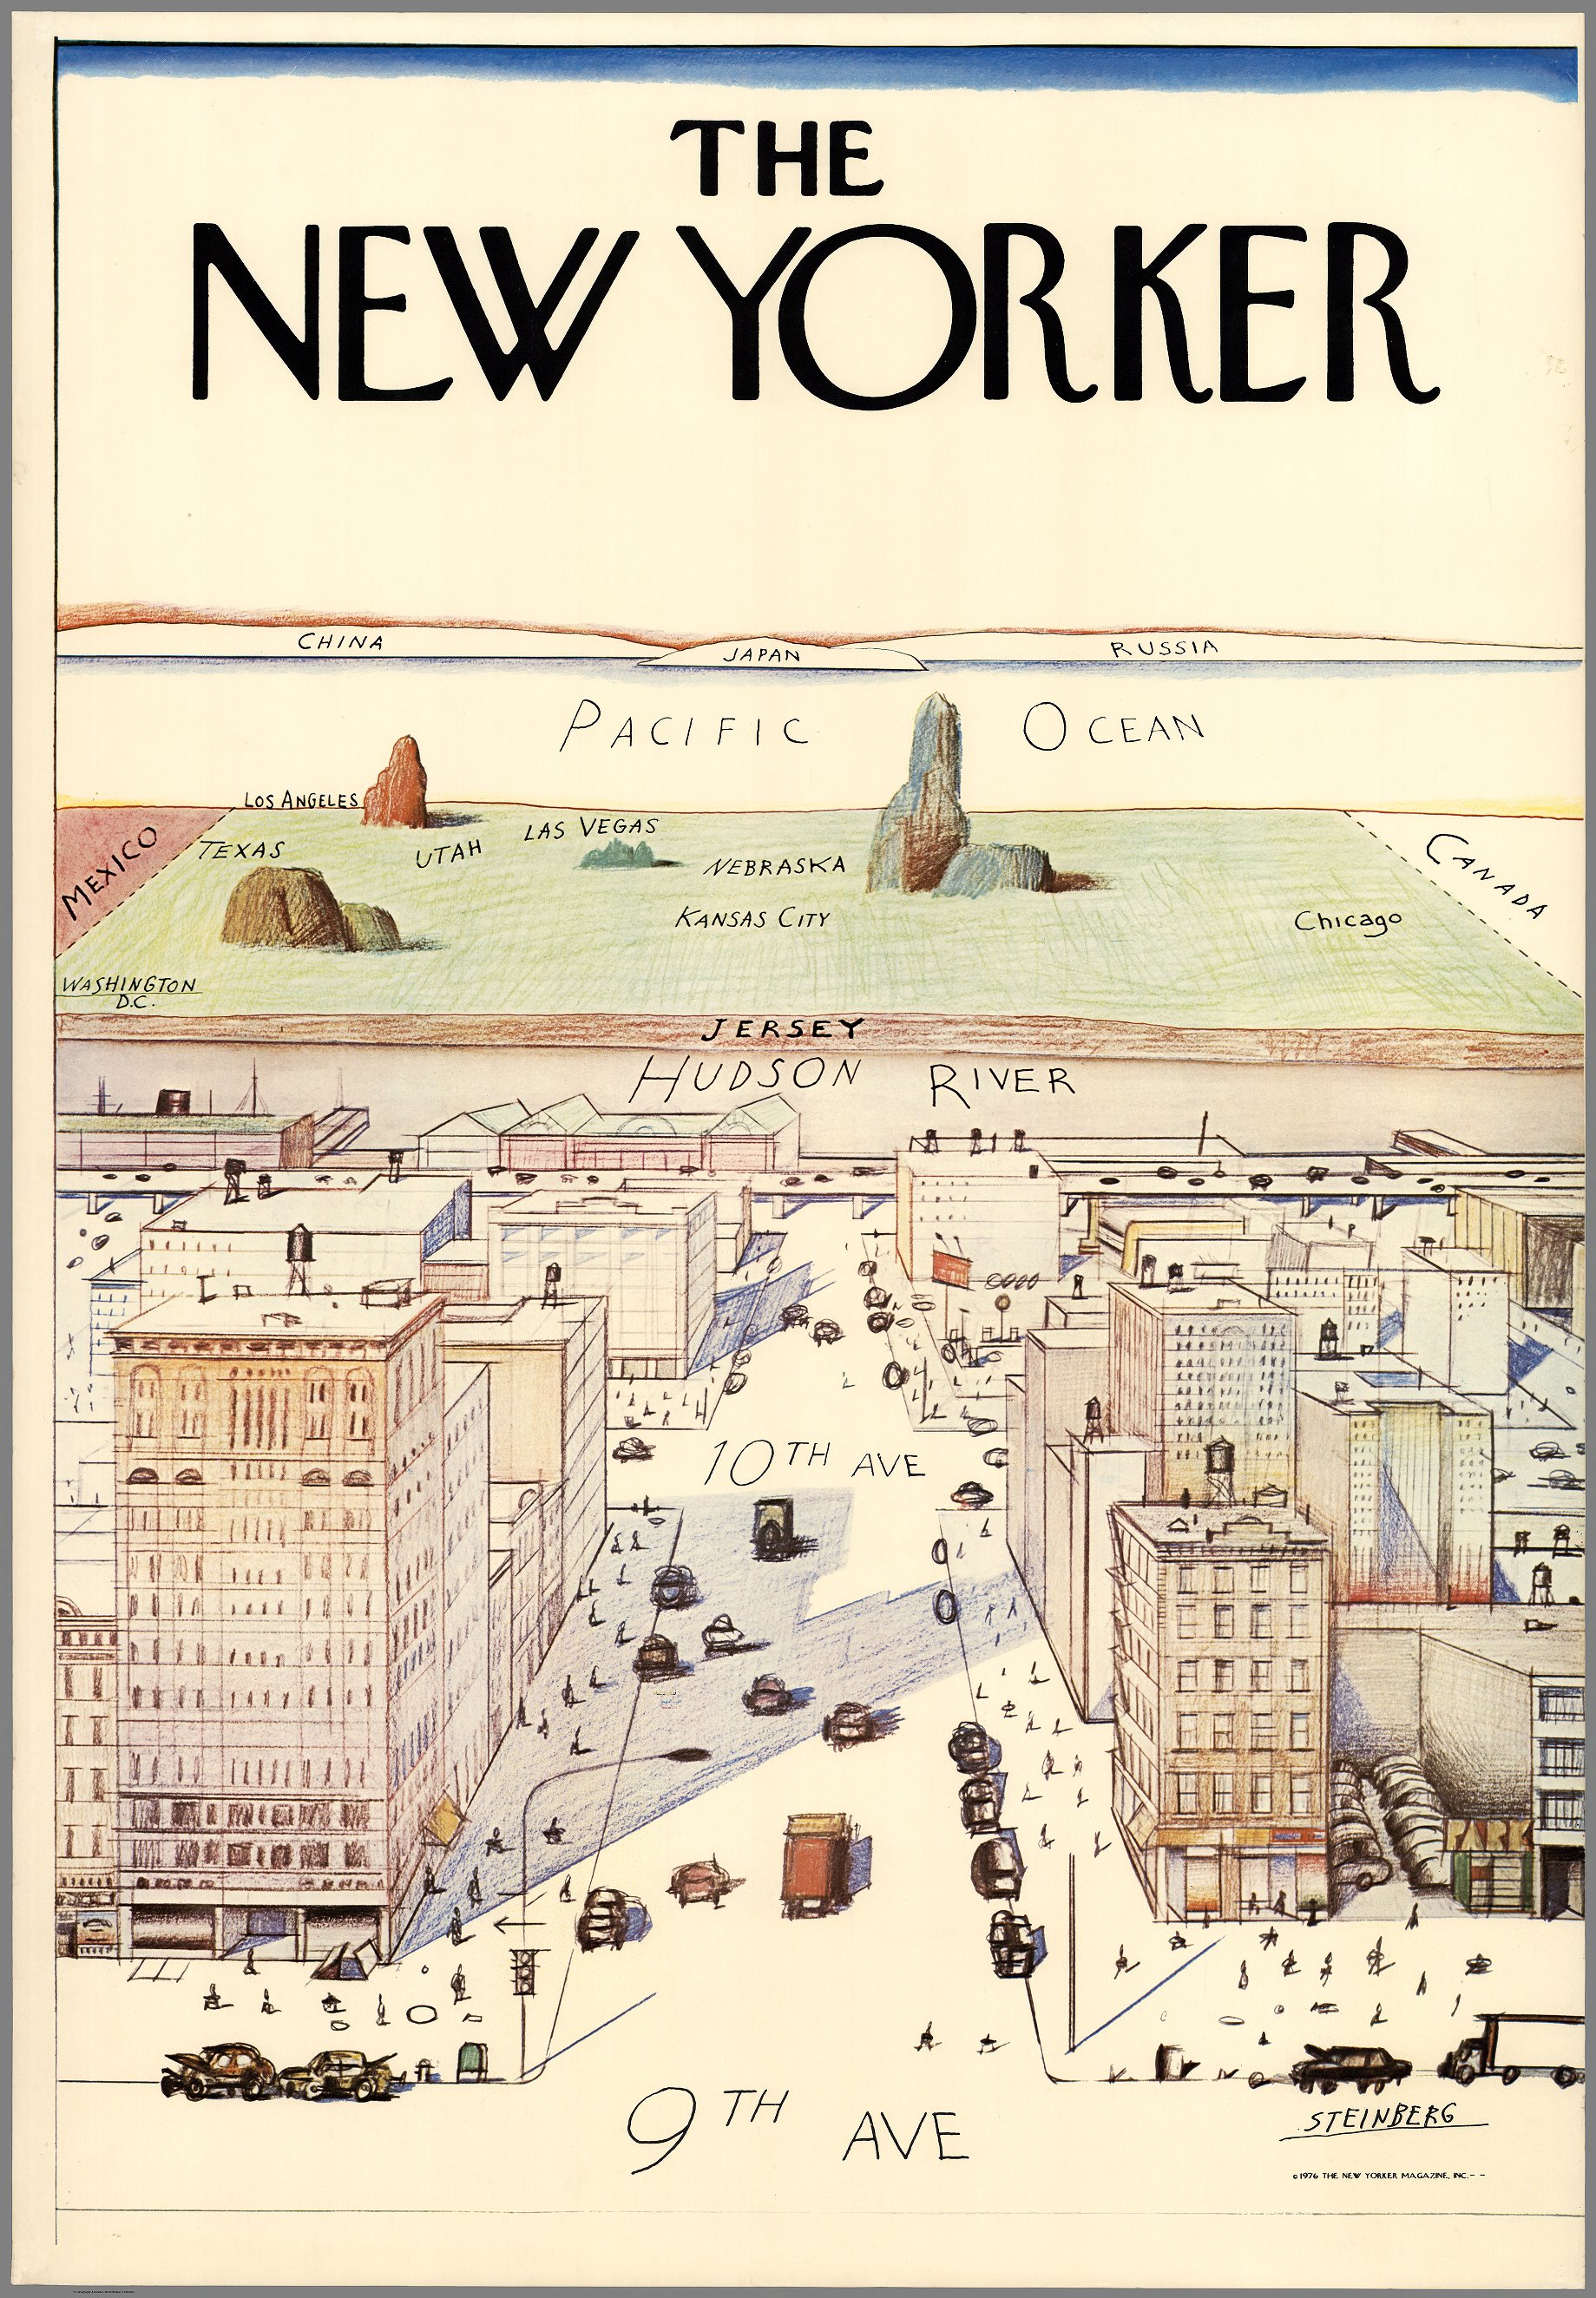 THE
NEW YORKER
CHINA
JAPAN
RUSSIA
PACIFIC OCEAN
LOS ANGELES
MEXICO
TEXAS
UTAH
LAS VEGAS
NEBRASKA
CANADA
KANSAS CITY
Chicago
WASHINGTON
D.C.
JERSEY
HUDSON RIVER
10TH AVE
PARK
9TH AVE
STEINBERG
©1976 THE NEW YORKER MAGAZINE, INC.--